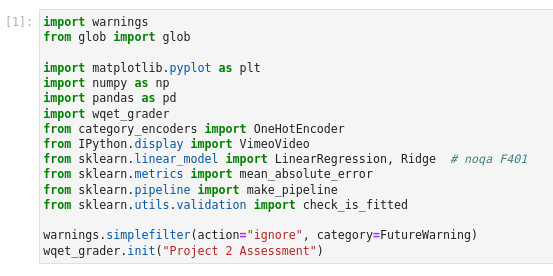 [1]:
import warnings
from glob import glob

import matplotlib.pyplot as plt
import numpy as np
import pandas as pd
import wqet_grader
from category_encoders import OneHotEncoder
from IPython.display import VimeoVideo
from sklearn.linear_model import LinearRegression, Ridge  # noqa F401
from sklearn.metrics import mean_absolute_error
from sklearn.pipeline import make_pipeline
from sklearn.utils.validation import check_is_fitted

warnings.simplefilter(action="ignore", category=FutureWarning)
wqet_grader.init("Project 2 Assessment")